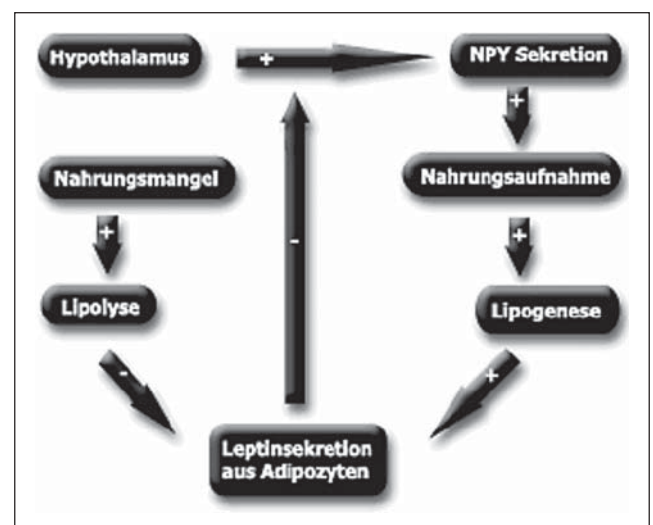 Hypothalamus
+
NPY Sekretion
+
Nahrungsmangel
Nahrungsaufnahme
+
+
-
Lipolyse
Lipogenese
-
+
Leptinsekretion
aus Adipozyten